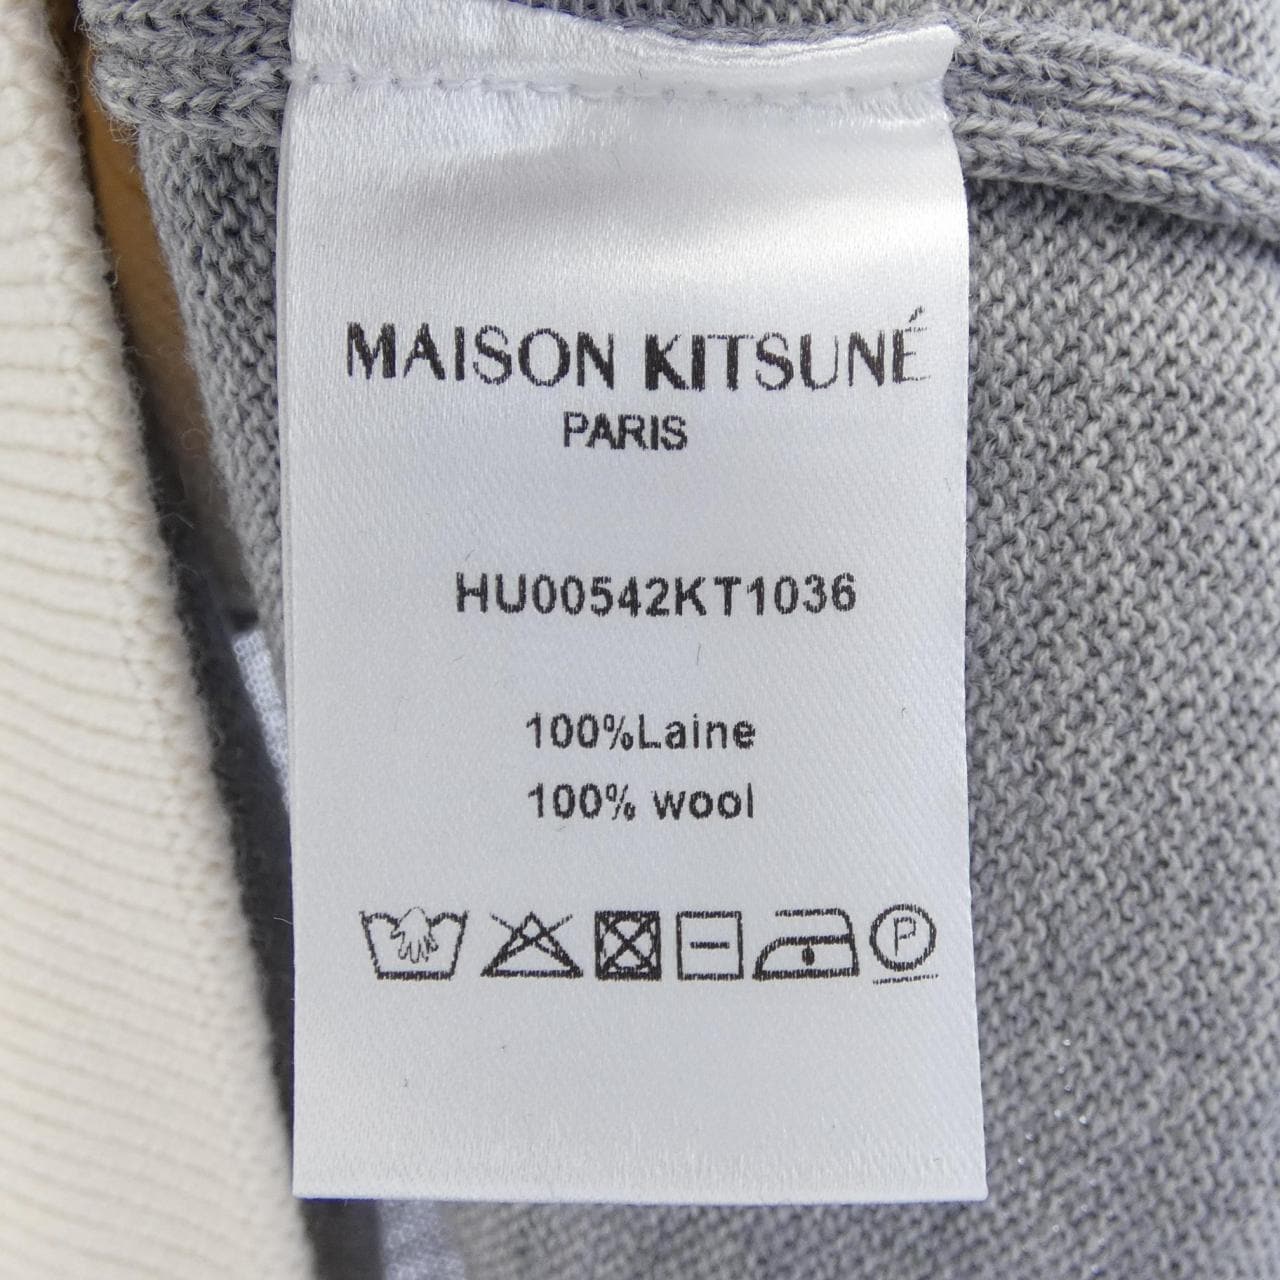 MAISON KITSUNÉ
PARIS
HU00542KT1036
100%Laine
100% wool
P